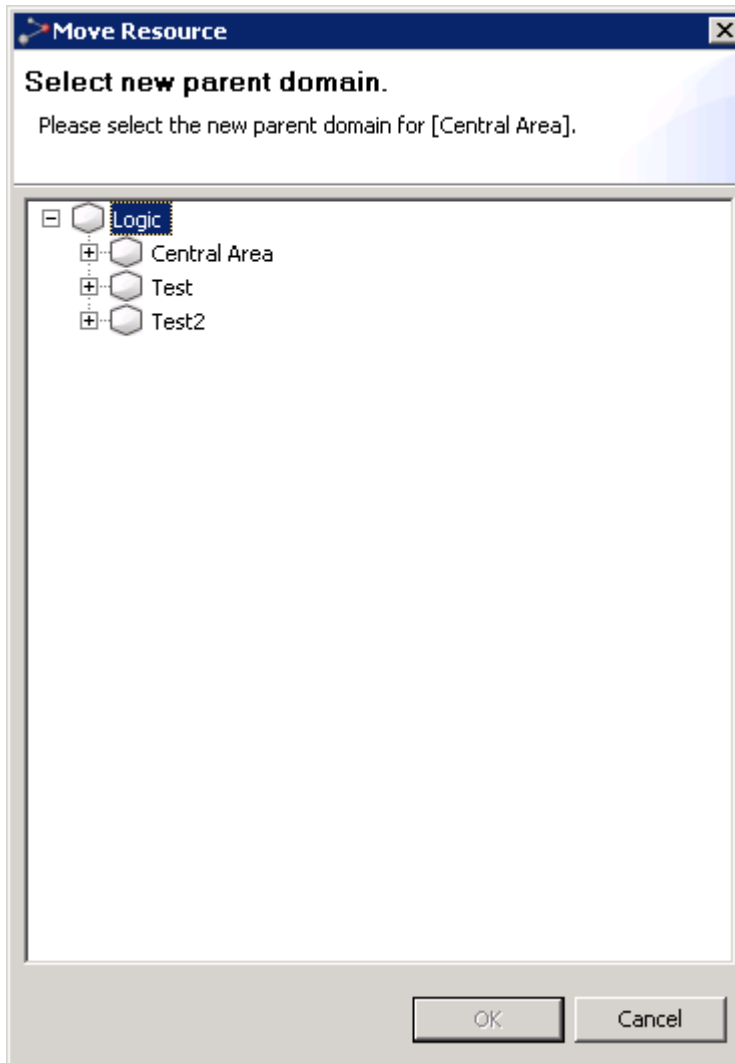 Move Resource
Select new parent domain.
Please select the new parent domain for [Central Area].
Logic
Central Area
Test
Test2
OK
Cancel